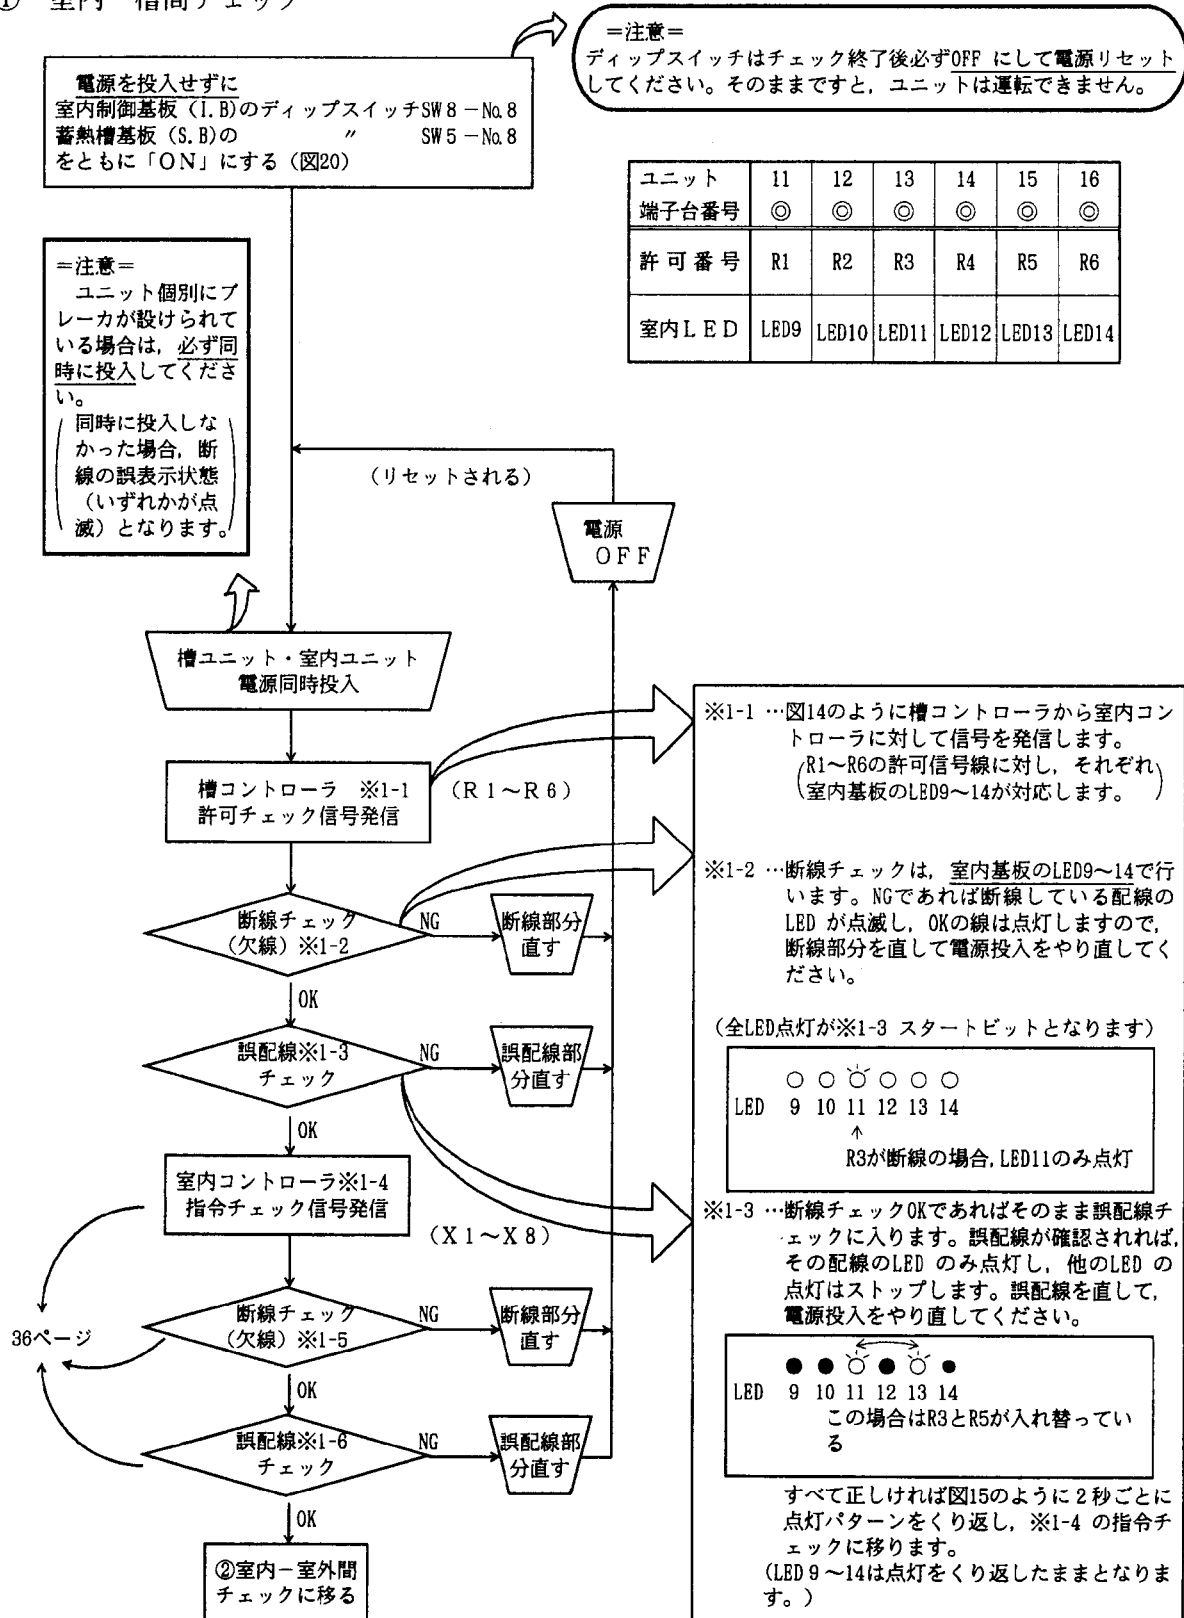 ① 室内－槽間チェック
電源を投入せずに
室内制御基板（I.B）のディップスイッチSW8－No.8
蓄熱槽基板（S.B）の　〃　SW5－No.8
をともに「ON」にする（図20）
＝注意＝
ディップスイッチはチェック終了後必ずOFF にして電源リセット
してください。そのままですと，ユニットは運転できません。
ユニット 11 12 13 14 15 16
端子台番号 ◎ ◎ ◎ ◎ ◎ ◎
許可番号 R1 R2 R3 R4 R5 R6
室内LED LED9 LED10 LED11 LED12 LED13 LED14
＝注意＝
ユニット個別にブ
レーカが設けられて
いる場合は，必ず同
時に投入してくださ
い。
（同時に投入しな
かった場合，断
線の誤表示状態
（いずれかが点
滅）となります。）
（リセットされる）
電源
OFF
槽ユニット・室内ユニット
電源同時投入
槽コントローラ ※1-1
許可チェック信号発信
（R1～R6）
断線チェック
（欠線）※1-2
NG
断線部分
直す
OK
誤配線※1-3
チェック
NG
誤配線部
分直す
OK
室内コントローラ※1-4
指令チェック信号発信
（X1～X8）
36ページ
断線チェック
（欠線）※1-5
NG
断線部分
直す
OK
誤配線※1-6
チェック
NG
誤配線部
分直す
OK
②室内－室外間
チェックに移る
※1-1 …図14のように槽コントローラから室内コン
トローラに対して信号を発信します。
（R1～R6の許可信号線に対し，それぞれ
室内基板のLED9～14が対応します。）
※1-2 …断線チェックは，室内基板のLED9～14で行
います。NGであれば断線している配線の
LED が点滅し，OKの線は点灯しますので，
断線部分を直して電源投入をやり直してく
ださい。
（全LED点灯が※1-3 スタートビットとなります）
○ ○ ○ ○ ○ ○
LED 9 10 11 12 13 14
↑
R3が断線の場合，LED11のみ点灯
※1-3 …断線チェックOKであればそのまま誤配線チ
ェックに入ります。誤配線が確認されれば，
その配線のLED のみ点灯し，他のLED の
点灯はストップします。誤配線を直して，
電源投入をやり直してください。
● ● ○ ● ○ ●
LED 9 10 11 12 13 14
この場合はR3とR5が入れ替ってい
る
すべて正しければ図15のように２秒ごとに
点灯パターンをくり返し，※1-4 の指令チ
ェックに移ります。
（LED９～14は点灯をくり返したままとなりま
す。）